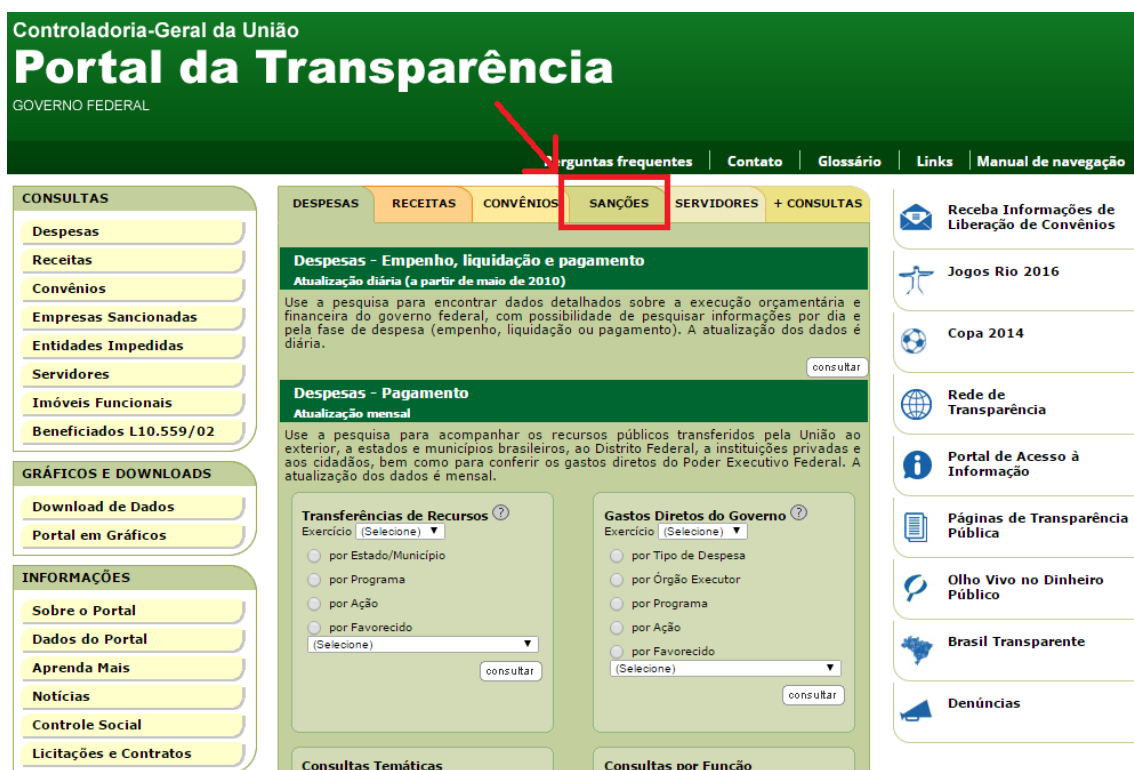 Controladoria-Geral da União
Portal da Transparência
GOVERNO FEDERAL
Perguntas frequentes
Contato
Glossário
Links
Manual de navegação
CONSULTAS
Despesas
Receitas
Convênios
Empresas Sancionadas
Entidades Impedidas
Servidores
Imóveis Funcionais
Beneficiados L10.559/02
GRÁFICOS E DOWNLOADS
Download de Dados
Portal em Gráficos
INFORMAÇÕES
Sobre o Portal
Dados do Portal
Aprenda Mais
Notícias
Controle Social
Licitações e Contratos
DESPESAS
RECEITAS
CONVÊNIOS
SANÇÕES
SERVIDORES
+ CONSULTAS
Despesas - Empenho, liquidação e pagamento
Atualização diária (a partir de maio de 2010)
Use a pesquisa para encontrar dados detalhados sobre a execução orçamentária e
financeira do governo federal, com possibilidade de pesquisar informações por dia e
pela fase de despesa (empenho, liquidação ou pagamento). A atualização dos dados é
diária.
consultar
Despesas - Pagamento
Atualização mensal
Use a pesquisa para acompanhar os recursos públicos transferidos pela União ao
exterior, a estados e municípios brasileiros, ao Distrito Federal, a instituições privadas e
aos cidadãos, bem como para conferir os gastos diretos do Poder Executivo Federal. A
atualização dos dados é mensal.
Transferências de Recursos ?
Exercício (Selecione)
por Estado/Município
por Programa
por Ação
por Favorecido
(Selecione)
consultar
Gastos Diretos do Governo ?
Exercício (Selecione)
por Tipo de Despesa
por Órgão Executor
por Programa
por Ação
por Favorecido
(Selecione)
consultar
Consultas Temáticas
Consultas por Função
Receba Informações de
Liberação de Convênios
Jogos Rio 2016
Copa 2014
Rede de
Transparência
Portal de Acesso à
Informação
Páginas de Transparência
Pública
Olho Vivo no Dinheiro
Público
Brasil Transparente
Denúncias